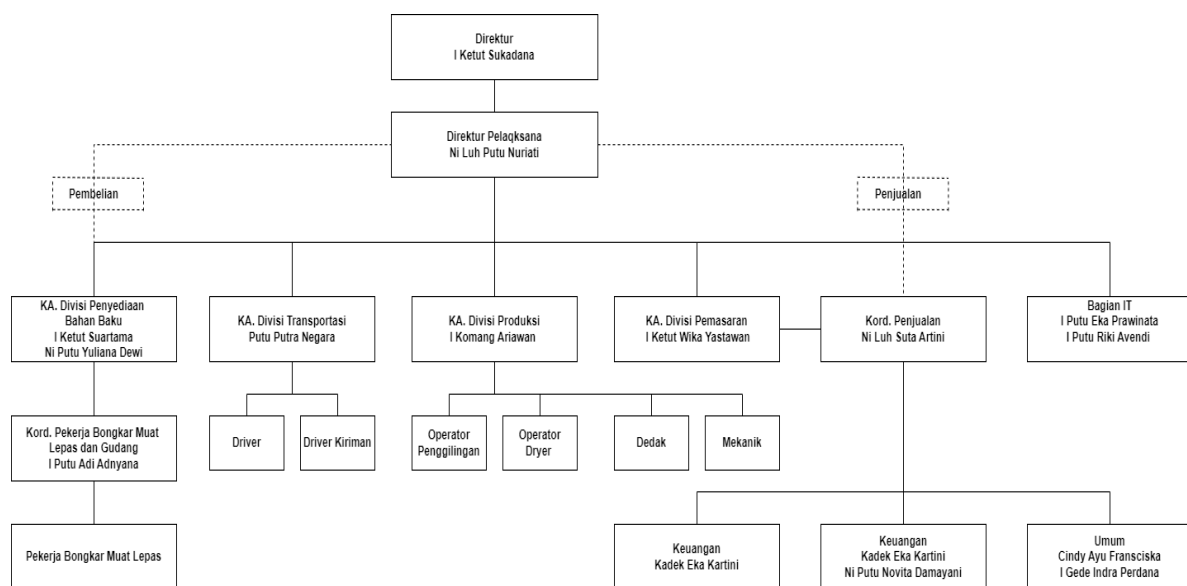 Direktur
I Ketut Sukadana
Direktur Pelaqksana
Ni Luh Putu Nuriati
Pembelian
Penjualan
KA. Divisi Penyediaan
Bahan Baku
I Ketut Suartama
Ni Putu Yuliana Dewi
KA. Divisi Transportasi
Putu Putra Negara
KA. Divisi Produksi
I Komang Ariawan
KA. Divisi Pemasaran
I Ketut Wika Yastawan
Kord. Penjualan
Ni Luh Suta Artini
Bagian IT
I Putu Eka Prawinata
I Putu Riki Avendi
Kord. Pekerja Bongkar Muat
Lepas dan Gudang
I Putu Adi Adnyana
Driver
Driver Kiriman
Operator
Penggilingan
Operator
Dryer
Dedak
Mekanik
Pekerja Bongkar Muat Lepas
Keuangan
Kadek Eka Kartini
Keuangan
Kadek Eka Kartini
Ni Putu Novita Damayani
Umum
Cindy Ayu Fransciska
I Gede Indra Perdana